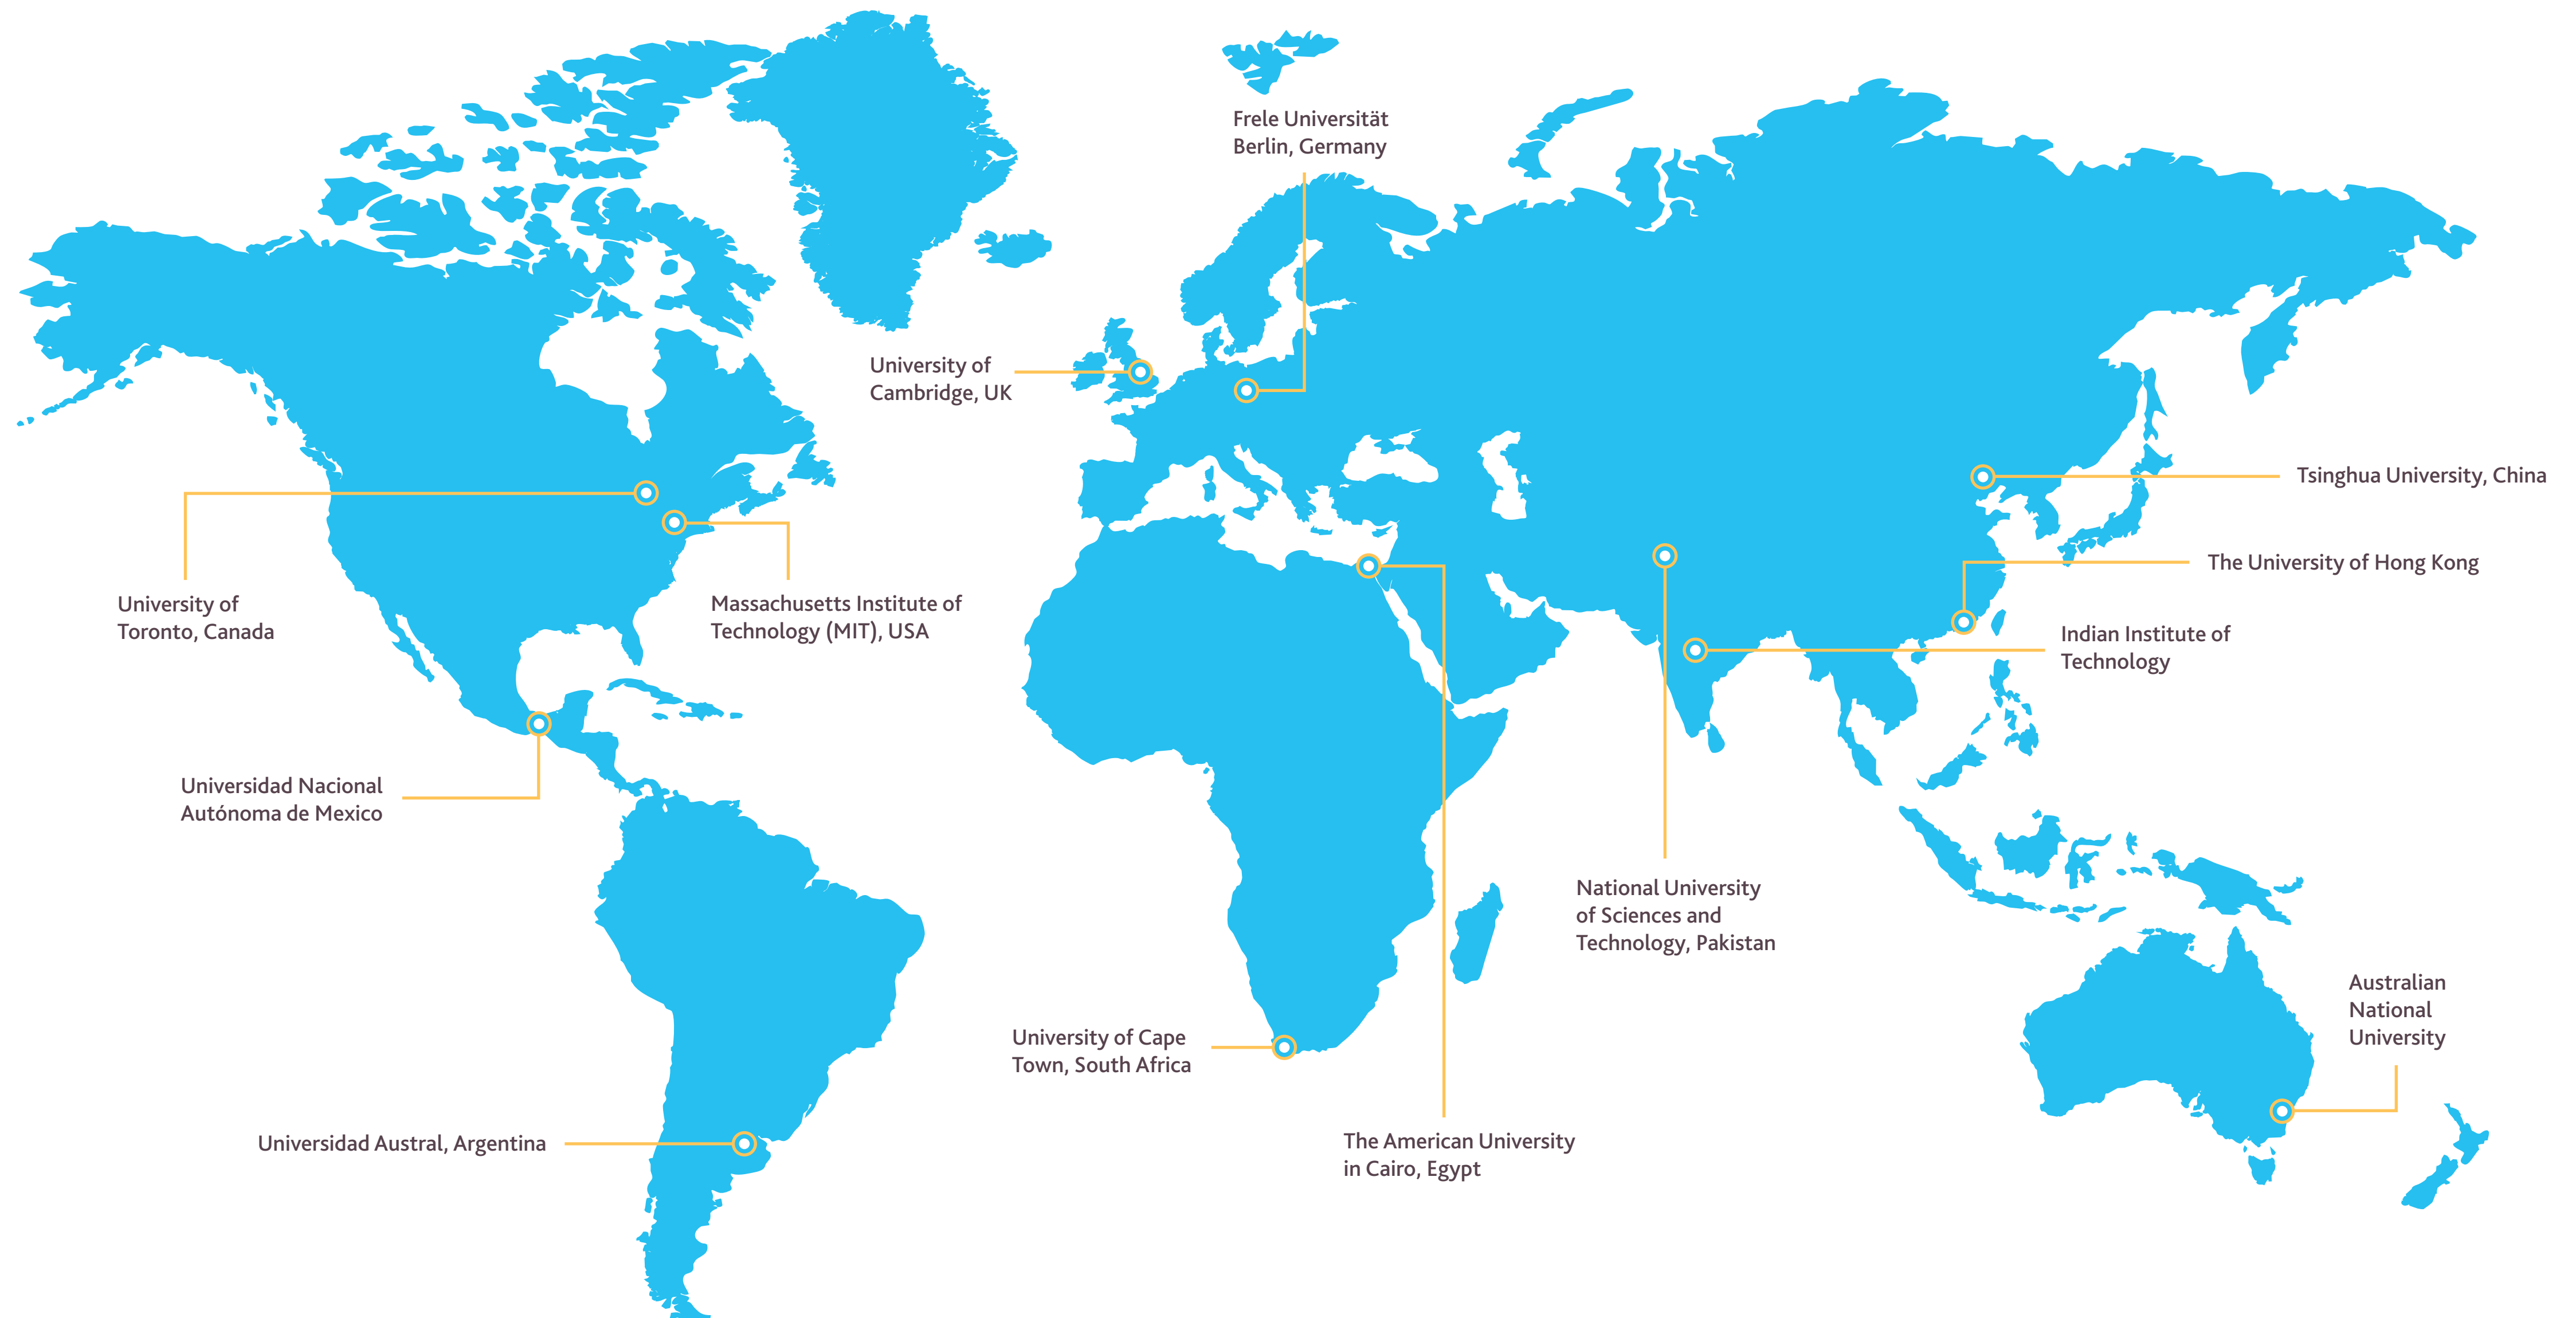 Frele Universität
Berlin, Germany
University of
Cambridge, UK
Tsinghua University, China
The University of Hong Kong
University of
Toronto, Canada
Massachusetts Institute of
Technology (MIT), USA
Indian Institute of
Technology
Universidad Nacional
Autónoma de Mexico
National University
of Sciences and
Technology, Pakistan
Australian
National
University
University of Cape
Town, South Africa
Universidad Austral, Argentina
The American University
in Cairo, Egypt